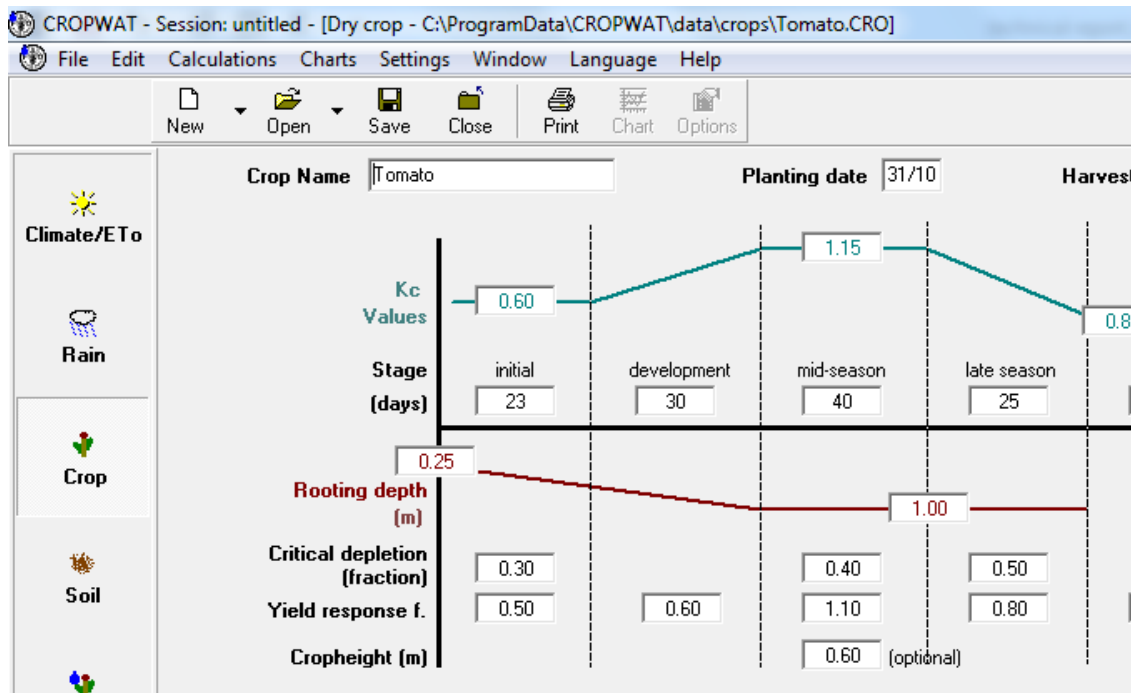 CROPWAT - Session: untitled - [Dry crop - C:\ProgramData\CROPWAT\data\crops\Tomato.CRO]
File Edit Calculations Charts Settings Window Language Help
New Open Save Close Print Chart Options
Crop Name Tomato Planting date 31/10 Harvest
Climate/ETo
1.15
Kc
Values
0.60
0.8
Rain
Stage initial development mid-season late season
(days) 23 30 40 25
Crop
0.25
Rooting depth
(m)
1.00
Critical depletion
(fraction) 0.30 0.40 0.50
Soil
Yield response f. 0.50 0.60 1.10 0.80
Cropheight (m) 0.60 (optional)